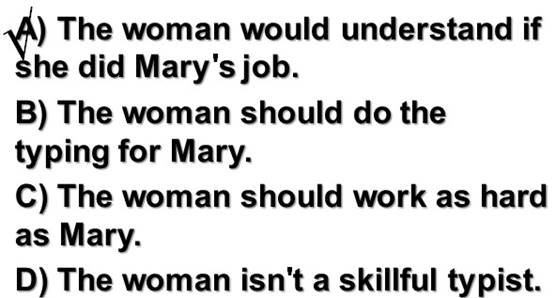 A) The woman would understand if
she did Mary's job.
B) The woman should do the
typing for Mary.
C) The woman should work as hard
as Mary.
D) The woman isn't a skillful typist.